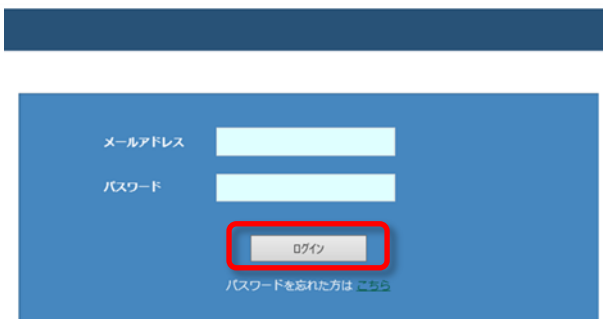 メールアドレス
パスワード
ログイン
パスワードを忘れた方は こちら